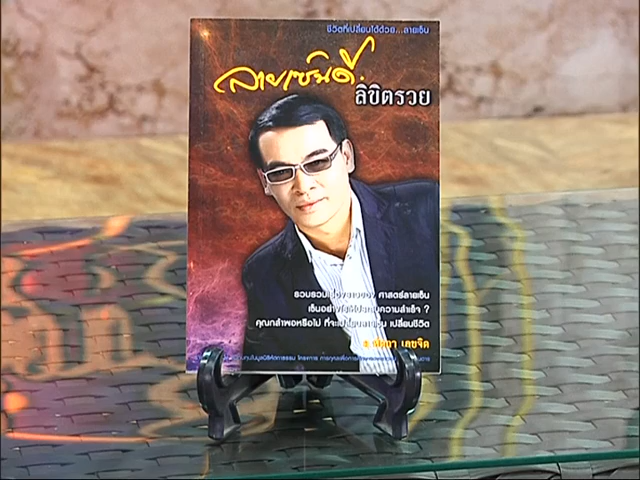 ชีวิตที่เปลี่ยนได้ด้วย...ลายเซ็น
ลายเซ็นดี
ลิขิตรวย
รวบรวมเรื่องราวของ ศาสตร์ลายเซ็น
เซ็นอย่างไรให้ประสบความสำเร็จ ?
คุณกล้าพอหรือไม่ ที่จะเปลี่ยนลายเซ็น เปลี่ยนชีวิต
เลขจิต